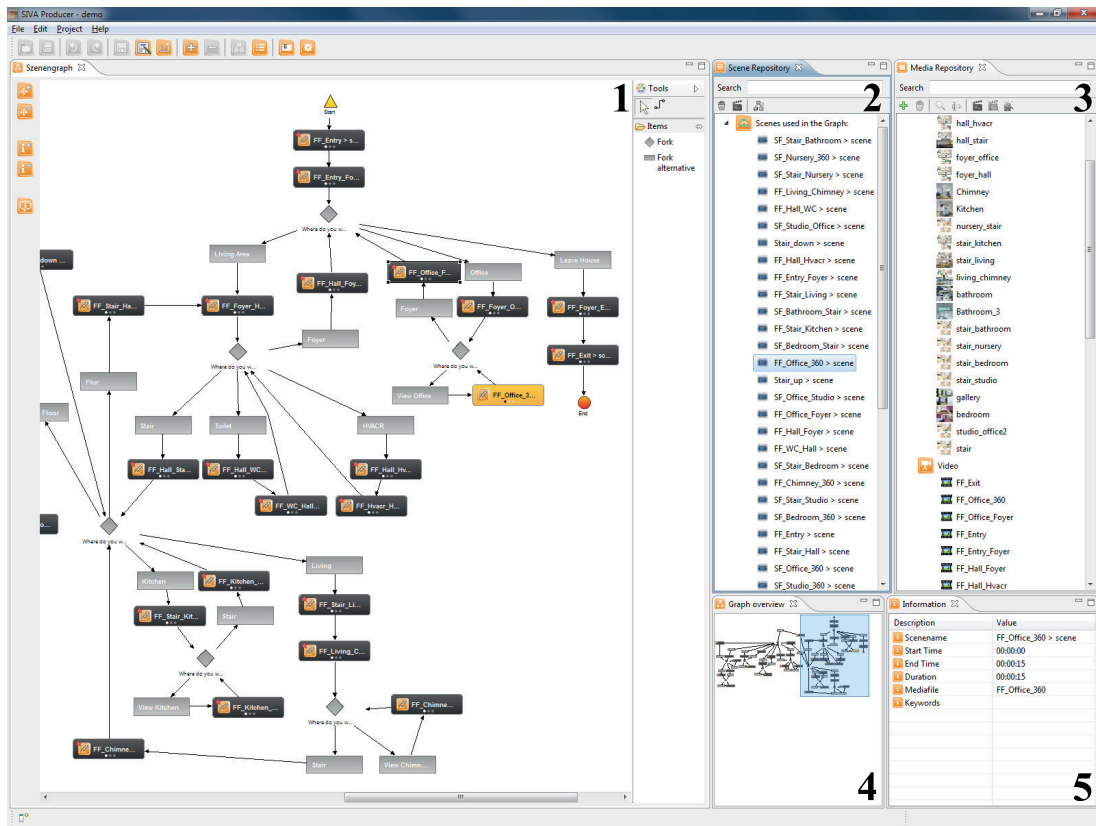 SIVA Producer - demo
File Edit Project Help
Szenengraph
1
Start
FF_Entry > s...
FF_Entry_Fo...
Where do you w...
Living Area
Leave House
down ...
FF_Office_F...
Office
FF_Hall_Foy...
FF_Stair_Ha...
FF_Foyer_H...
Foyer
FF_Foyer_O...
FF_Foyer_E...
Foyer
Where do you w...
Where do you w...
FF_Exit > sc...
Flur
View Office
FF_Office_3...
End
Floor
Stair
Toilet
HVACR
FF_Hall_Sta...
FF_Hall_WC...
FF_Hall_Hv...
FF_WC_Hall...
FF_Hvacr_H...
o...
Where do you w...
Living
Kitchen
FF_Kitchen_...
FF_Stair_Kit...
Stair
FF_Stair_Li...
FF_Living_C...
Where do you w...
View Kitchen
FF_Kitchen_...
FF_Chimne...
Where do you w...
FF_Chimne...
Stair
View Chimn...
Tools
Items
Fork
Fork
alternative
Scene Repository
Search
2
Scenes used in the Graph:
SF_Stair_Bathroom > scene
SF_Nursery_360 > scene
SF_Stair_Nursery > scene
FF_Living_Chimney > scene
FF_Hall_WC > scene
SF_Studio_Office > scene
Stair_down > scene
FF_Hall_Hvacr > scene
FF_Entry_Foyer > scene
FF_Stair_Living > scene
SF_Bathroom_Stair > scene
FF_Stair_Kitchen > scene
SF_Bedroom_Stair > scene
FF_Office_360 > scene
Stair_up > scene
SF_Office_Studio > scene
FF_Office_Foyer > scene
FF_Hall_Foyer > scene
FF_WC_Hall > scene
SF_Stair_Bedroom > scene
FF_Chimney_360 > scene
SF_Stair_Studio > scene
SF_Bedroom_360 > scene
FF_Entry > scene
FF_Stair_Hall > scene
SF_Office_360 > scene
SF_Studio_360 > scene
Media Repository
Search
3
hall_hvacr
hall_stair
foyer_office
foyer_hall
Chimney
Kitchen
nursery_stair
stair_kitchen
stair_living
living_chimney
bathroom
Bathroom_3
stair_bathroom
stair_nursery
stair_bedroom
stair_studio
gallery
bedroom
studio_office2
stair
Video
FF_Exit
FF_Office_360
FF_Office_Foyer
FF_Entry
FF_Entry_Foyer
FF_Hall_Foyer
FF_Hall_Hvacr
Graph overview
4
Information
Description Value
Scenename FF_Office_360 > scene
Start Time 00:00:00
End Time 00:00:15
Duration 00:00:15
Mediafile FF_Office_360
Keywords
5